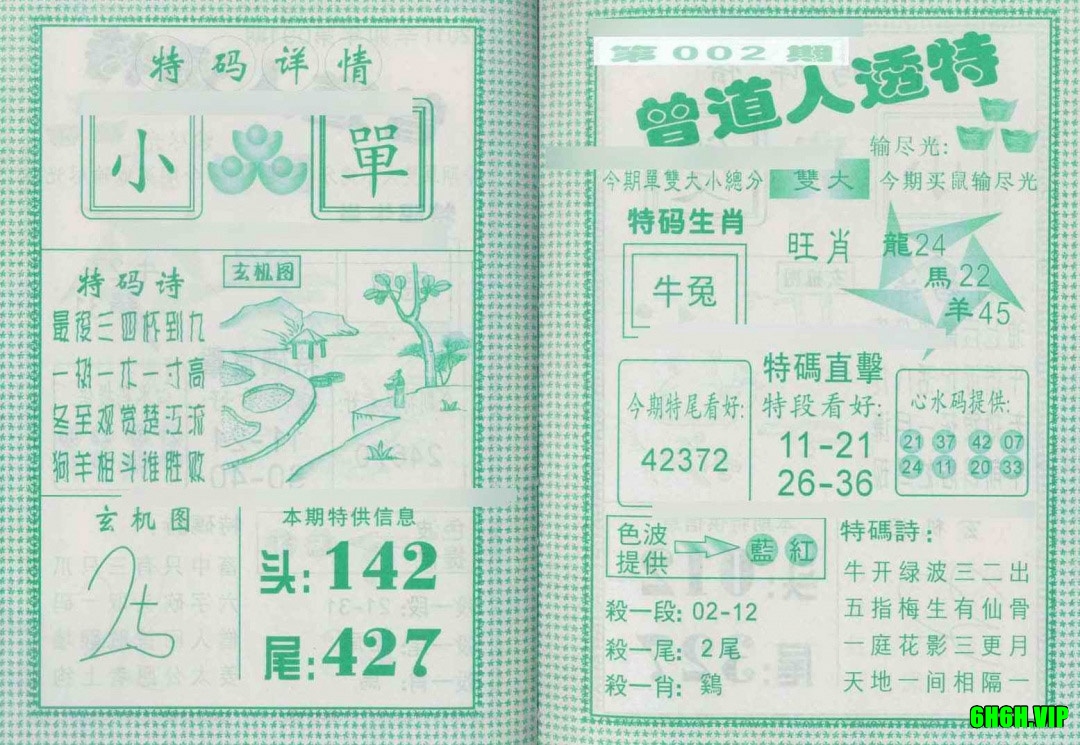 特码详情
小 單
特码诗
最後三四杯到九
一树一木一寸高
冬至观赏楚江流
狗羊相斗谁胜败
玄机图
玄机图
本期特供信息
头:142
尾:427
第002期
曾道人透特
输尽光:
今期單雙大小總分 雙大 今期买鼠输尽光
特码生肖
牛兔
旺肖
龍24
馬22
羊45
今期特尾看好:
42372
特碼直擊
特段看好:
11-21
26-36
心水码提供:
21 37 42 07
24 11 20 33
色波提供 藍 紅
殺一段: 02-12
殺一尾: 2尾
殺一肖: 鷄
特碼詩:
牛开绿波三二出
五指梅生有仙骨
一庭花影三更月
天地一间相隔一
6HGH.VIP